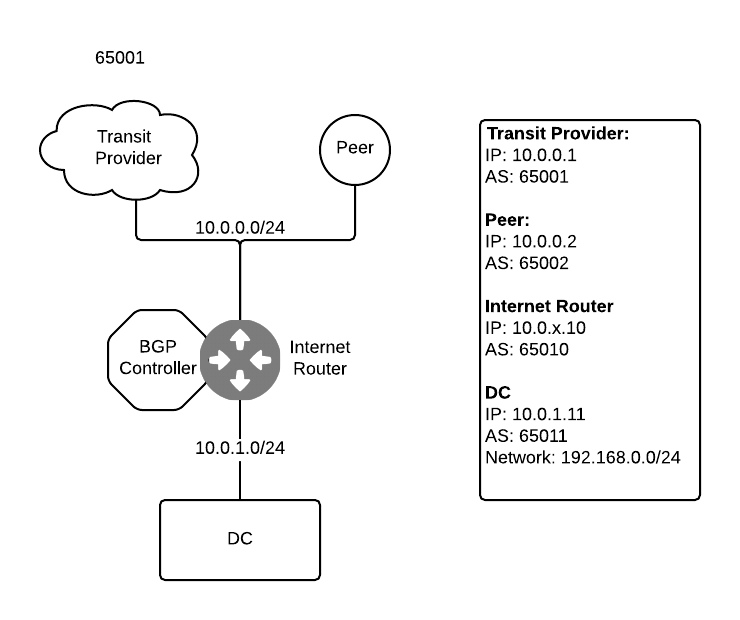 65001
Transit
Provider
Peer
10.0.0.0/24
BGP
Controller
Internet
Router
10.0.1.0/24
DC
Transit Provider:
IP: 10.0.0.1
AS: 65001
Peer:
IP: 10.0.0.2
AS: 65002
Internet Router
IP: 10.0.x.10
AS: 65010
DC
IP: 10.0.1.11
AS: 65011
Network: 192.168.0.0/24